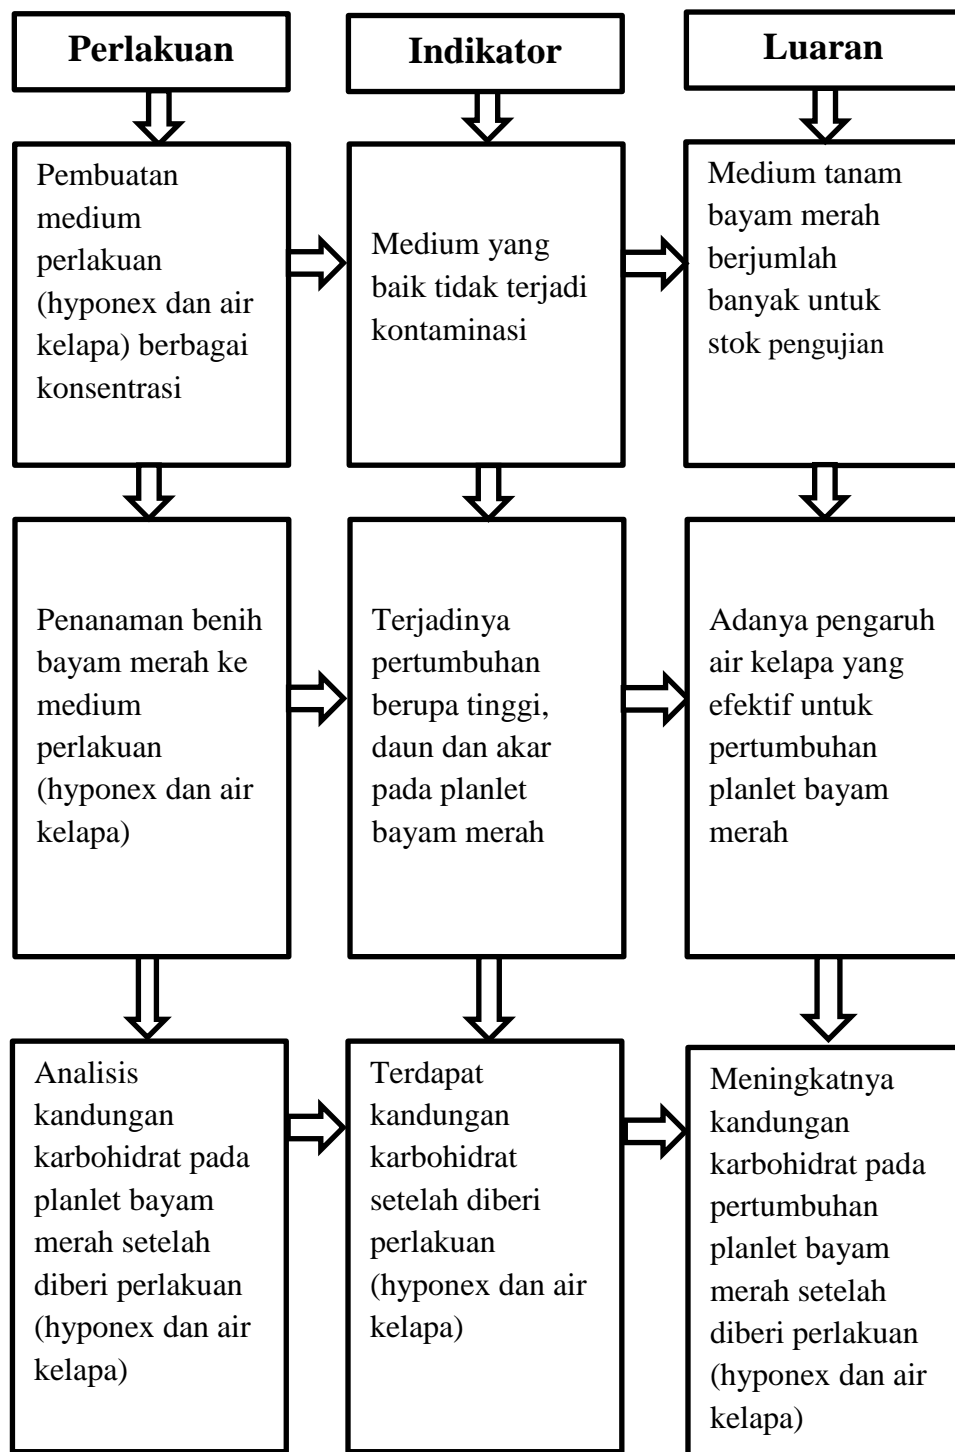 Perlakuan
Indikator
Luaran
Pembuatan
medium
perlakuan
(hyponex dan air
kelapa) berbagai
konsentrasi
Medium yang
baik tidak terjadi
kontaminasi
Medium tanam
bayam merah
berjumlah
banyak untuk
stok pengujian
Penanaman benih
bayam merah ke
medium
perlakuan
(hyponex dan air
kelapa)
Terjadinya
pertumbuhan
berupa tinggi,
daun dan akar
pada planlet
bayam merah
Adanya pengaruh
air kelapa yang
efektif untuk
pertumbuhan
planlet bayam
merah
Analisis
kandungan
karbohidrat pada
planlet bayam
merah setelah
diberi perlakuan
(hyponex dan air
kelapa)
Terdapat
kandungan
karbohidrat
setelah diberi
perlakuan
(hyponex dan air
kelapa)
Meningkatnya
kandungan
karbohidrat pada
pertumbuhan
planlet bayam
merah setelah
diberi perlakuan
(hyponex dan air
kelapa)